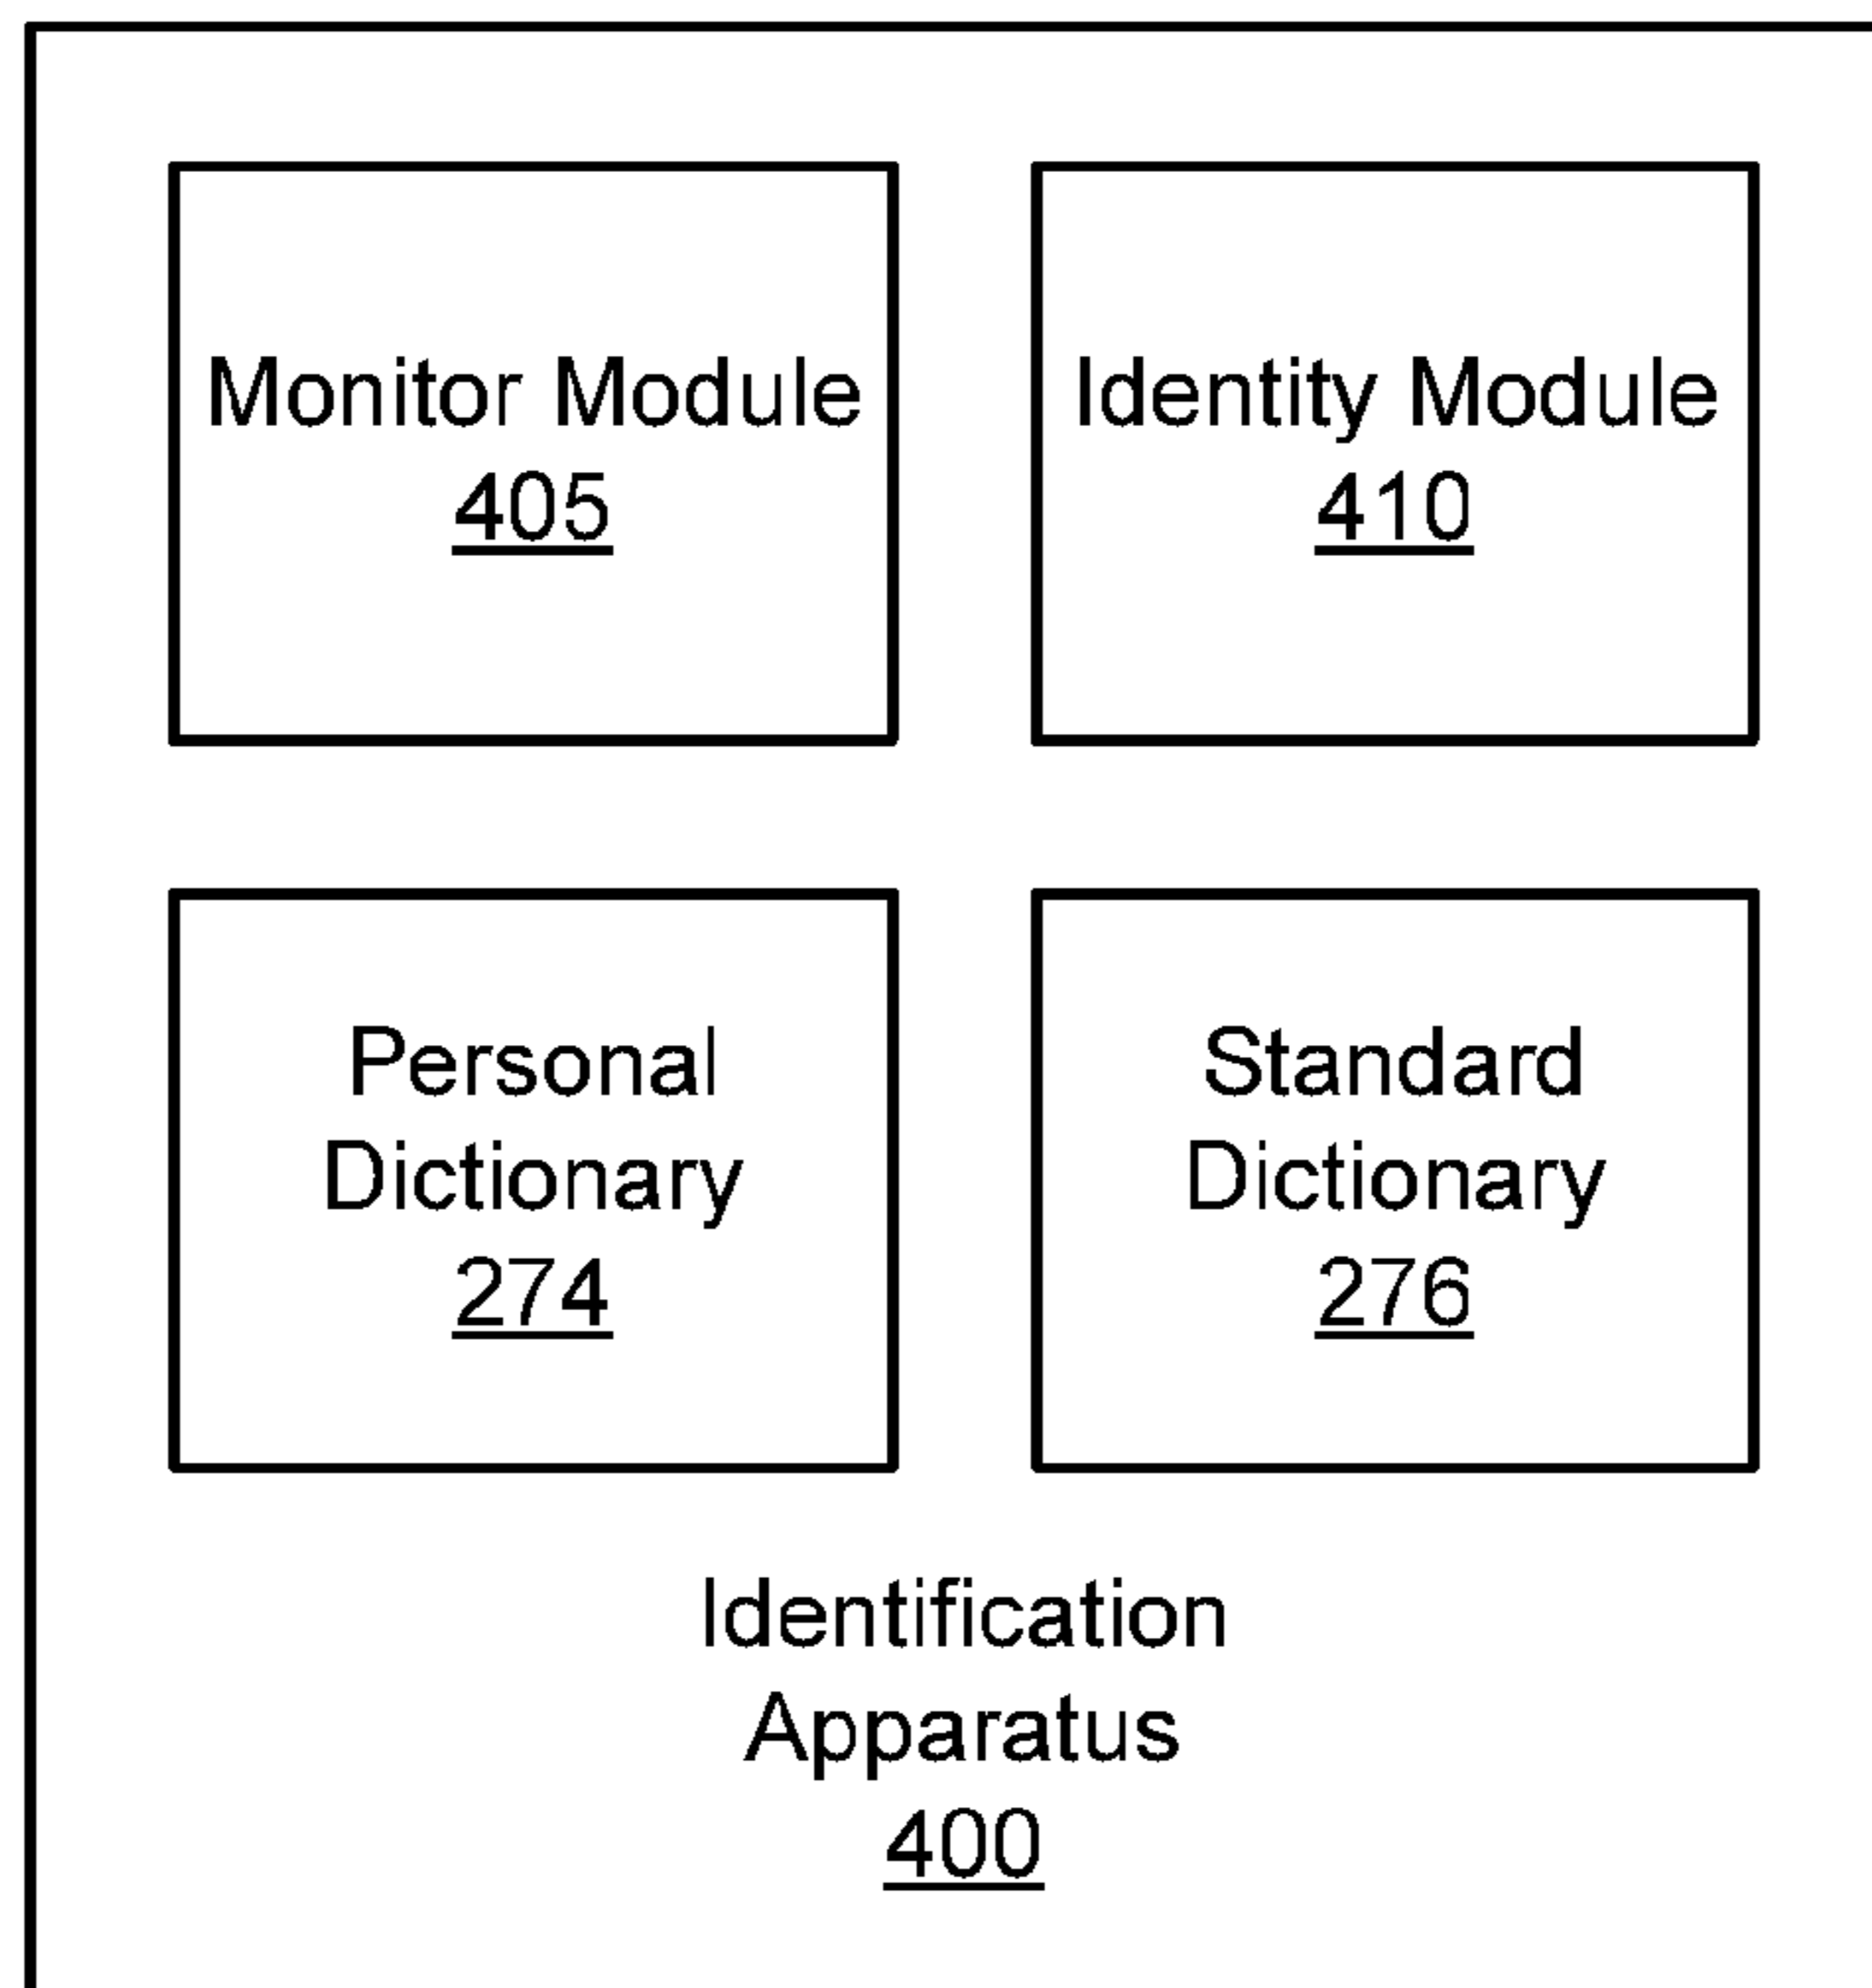 Monitor Module
405
Identity Module
410
Personal
Dictionary
274
Standard
Dictionary
276
Identification
Apparatus
400